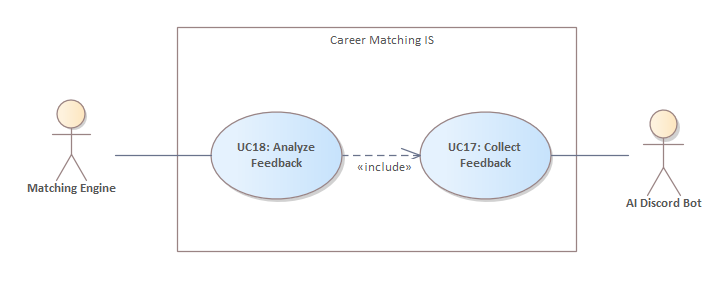 Career Matching IS
UC18: Analyze
Feedback
UC17: Collect
Feedback
«include»
Matching Engine
AI Discord Bot